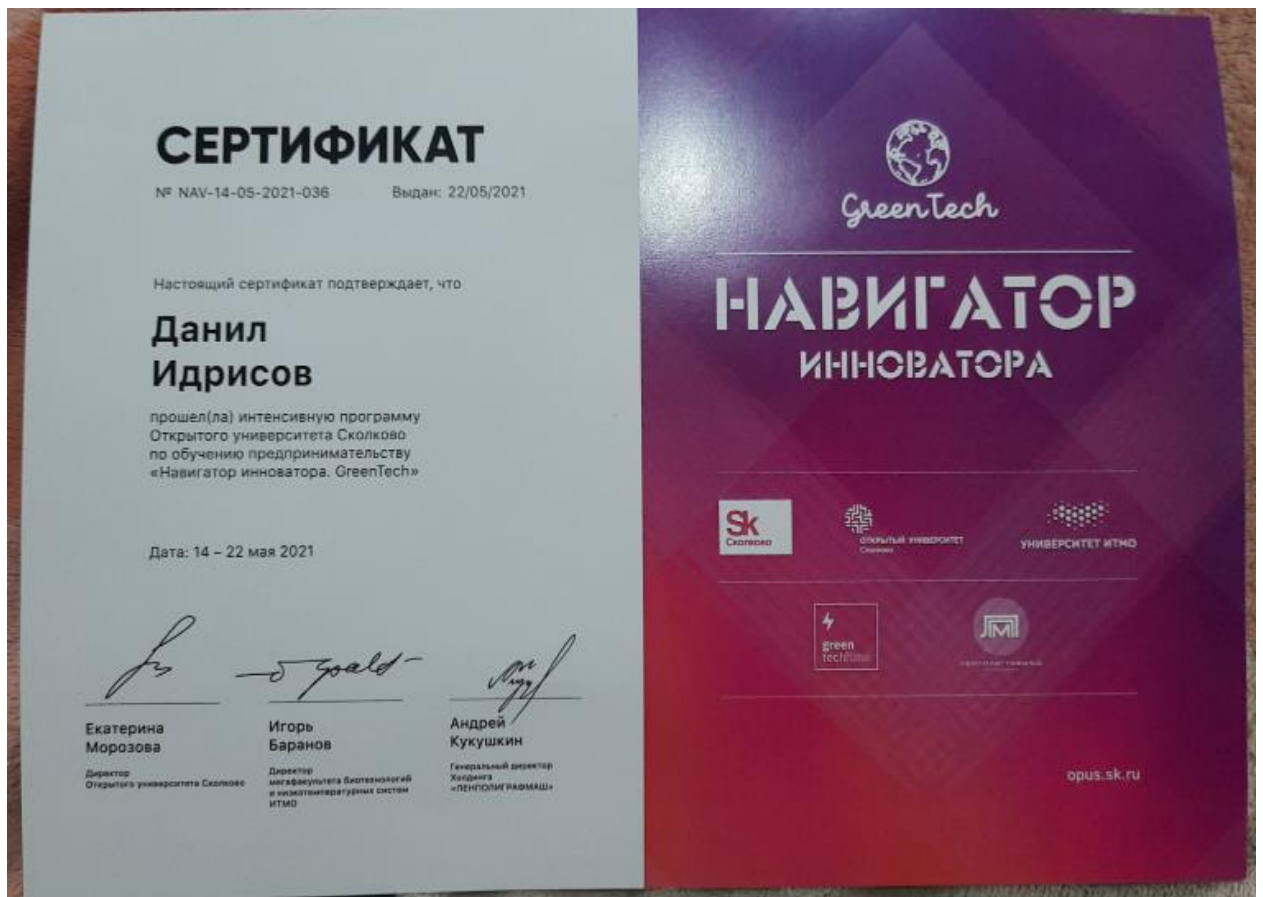 СЕРТИФИКАТ
№ NAV-14-05-2021-036 Выдан: 22/05/2021
Настоящий сертификат подтверждает, что
Данил
Идрисов
прошел(ла) интенсивную программу
Открытого университета Сколково
по обучению предпринимательству
«Навигатор инноватора. GreenTech»
Дата: 14 – 22 мая 2021
Екатерина
Морозова
Директор
Открытого университета Сколково
Игорь
Баранов
Директор
мегафакультета биотехнологий
и низкотемпературных систем
ИТМО
Андрей
Кукушкин
Генеральный директор
Холдинга
«ЛЕНПОЛИГРАФМАШ»
GreenTech
НАВИГАТОР
ИННОВАТОРА
Sk
Сколково
ОТКРЫТЫЙ УНИВЕРСИТЕТ
Сколково
УНИВЕРСИТЕТ ИТМО
green
tech
ЛПМ
opus.sk.ru